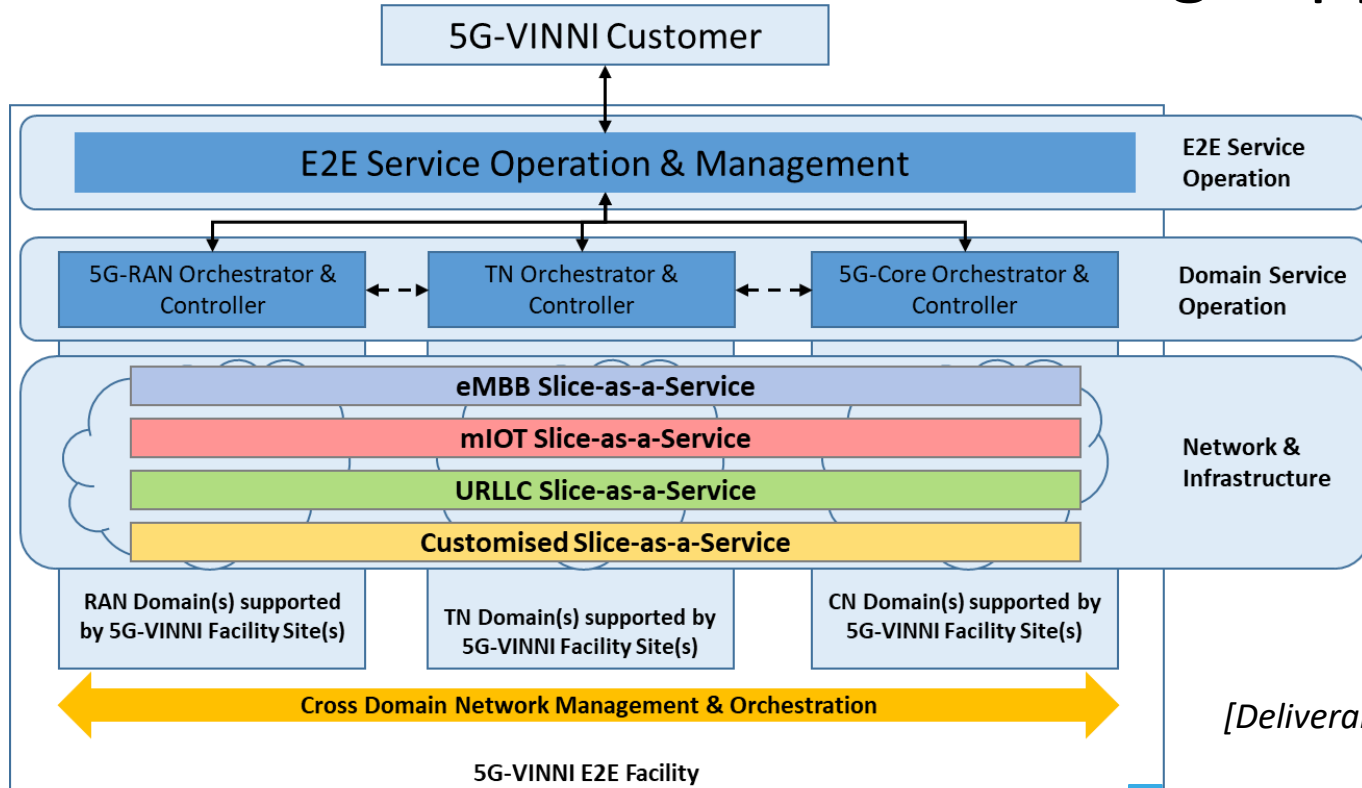 5G-VINNI Customer
E2E Service Operation & Management
E2E Service
Operation
5G-RAN Orchestrator &
Controller
TN Orchestrator &
Controller
5G-Core Orchestrator &
Controller
Domain Service
Operation
eMBB Slice-as-a-Service
mIOT Slice-as-a-Service
URLLC Slice-as-a-Service
Customised Slice-as-a-Service
Network &
Infrastructure
RAN Domain(s) supported
by 5G-VINNI Facility Site(s)
TN Domain(s) supported by
5G-VINNI Facility Site(s)
CN Domain(s) supported by
5G-VINNI Facility Site(s)
Cross Domain Network Management & Orchestration
5G-VINNI E2E Facility